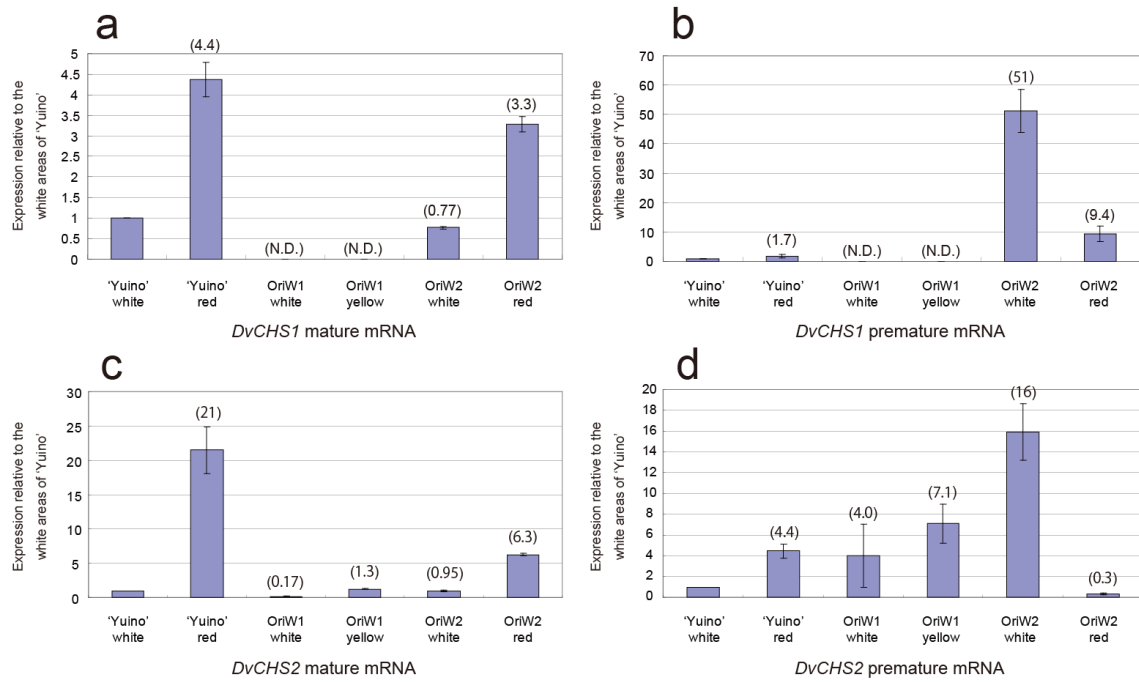 a
Expression relative to the
white areas of 'Yuino'
5
4.5
4
3.5
3
2.5
2
1.5
1
0.5
0
(4.4)
(N.D.)
(N.D.)
(0.77)
(3.3)
'Yuino' white
'Yuino' red
OriW1 white
OriW1 yellow
OriW2 white
OriW2 red
DvCHS1 mature mRNA
b
Expression relative to the
white areas of 'Yuino'
70
60
50
40
30
20
10
0
(1.7)
(N.D.)
(N.D.)
(51)
(9.4)
'Yuino' white
'Yuino' red
OriW1 white
OriW1 yellow
OriW2 white
OriW2 red
DvCHS1 premature mRNA
c
Expression relative to the
white areas of 'Yuino'
30
25
20
15
10
5
0
(21)
(0.17)
(1.3)
(0.95)
(6.3)
'Yuino' white
'Yuino' red
OriW1 white
OriW1 yellow
OriW2 white
OriW2 red
DvCHS2 mature mRNA
d
Expression relative to the
white areas of 'Yuino'
20
18
16
14
12
10
8
6
4
2
0
(4.4)
(4.0)
(7.1)
(16)
(0.3)
'Yuino' white
'Yuino' red
OriW1 white
OriW1 yellow
OriW2 white
OriW2 red
DvCHS2 premature mRNA